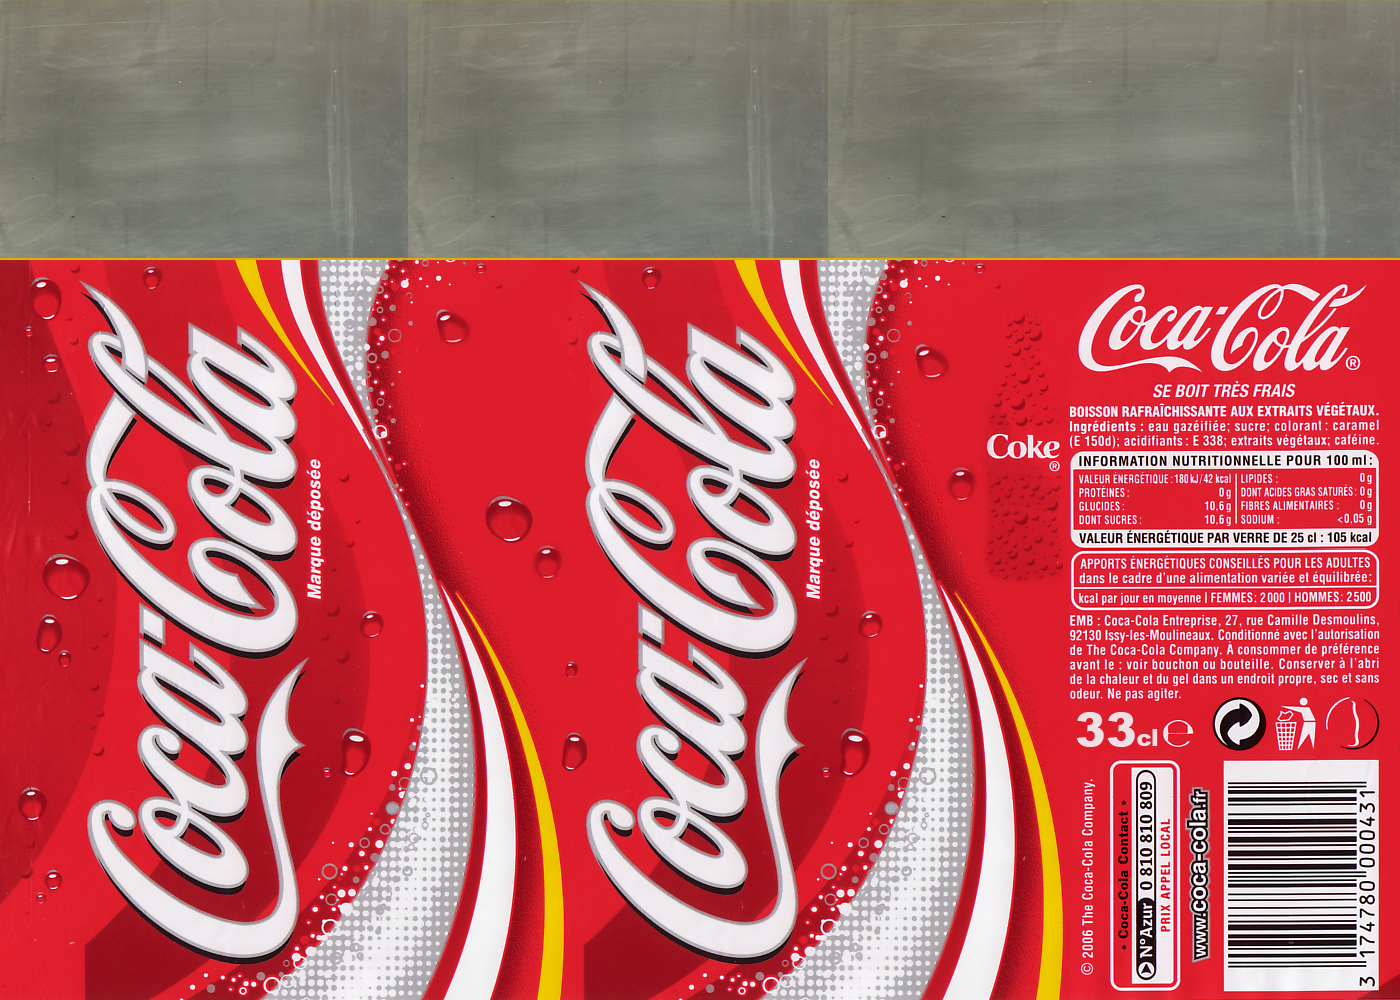 Coca-Cola
Marque déposée
Coca-Cola
Marque déposée
Coke
®
Coca-Cola®
SE BOIT TRÈS FRAIS
BOISSON RAFRAÎCHISSANTE AUX EXTRAITS VÉGÉTAUX.
Ingrédients : eau gazéifiée; sucre; colorant : caramel
(E 150d); acidifiants : E 338; extraits végétaux; caféine.
INFORMATION NUTRITIONNELLE POUR 100 ml :
VALEUR ÉNERGÉTIQUE : 180 kJ/ 42 kcal | LIPIDES : 0 g
PROTÉINES : 0 g | DONT ACIDES GRAS SATURÉS : 0 g
GLUCIDES : 10,6 g | FIBRES ALIMENTAIRES : 0 g
DONT SUCRES : 10,6 g | SODIUM : <0,05 g
VALEUR ÉNERGÉTIQUE PAR VERRE DE 25 cl : 105 kcal
APPORTS ÉNERGÉTIQUES CONSEILLÉS POUR LES ADULTES
dans le cadre d'une alimentation variée et équilibrée:
kcal par jour en moyenne | FEMMES: 2000 | HOMMES: 2500
EMB : Coca-Cola Entreprise, 27, rue Camille Desmoulins,
92130 Issy-les-Moulineaux. Conditionné avec l'autorisation
de The Coca-Cola Company. A consommer de préférence
avant le : voir bouchon ou bouteille. Conserver à l'abri
de la chaleur et du gel dans un endroit propre, sec et sans
odeur. Ne pas agiter.
33cl e
© 2006 The Coca-Cola Company.
• Coca-Cola Contact •
N°Azur 0 810 810 809
PRIX APPEL LOCAL
www.coca-cola.fr
3 174780 000431